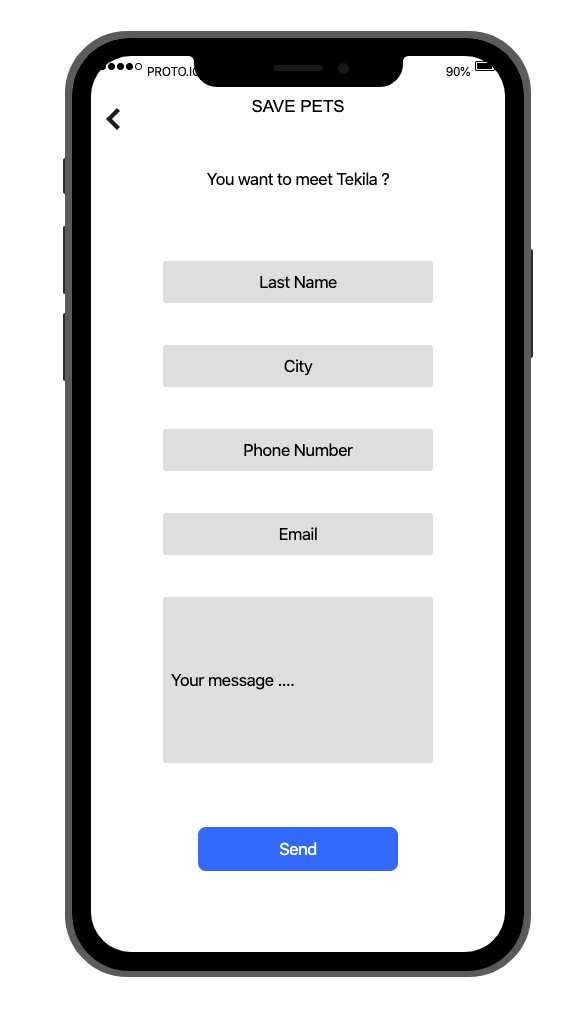 PROTO.IO
90%
SAVE PETS
You want to meet Tekila ?
Last Name
City
Phone Number
Email
Your message ....
Send